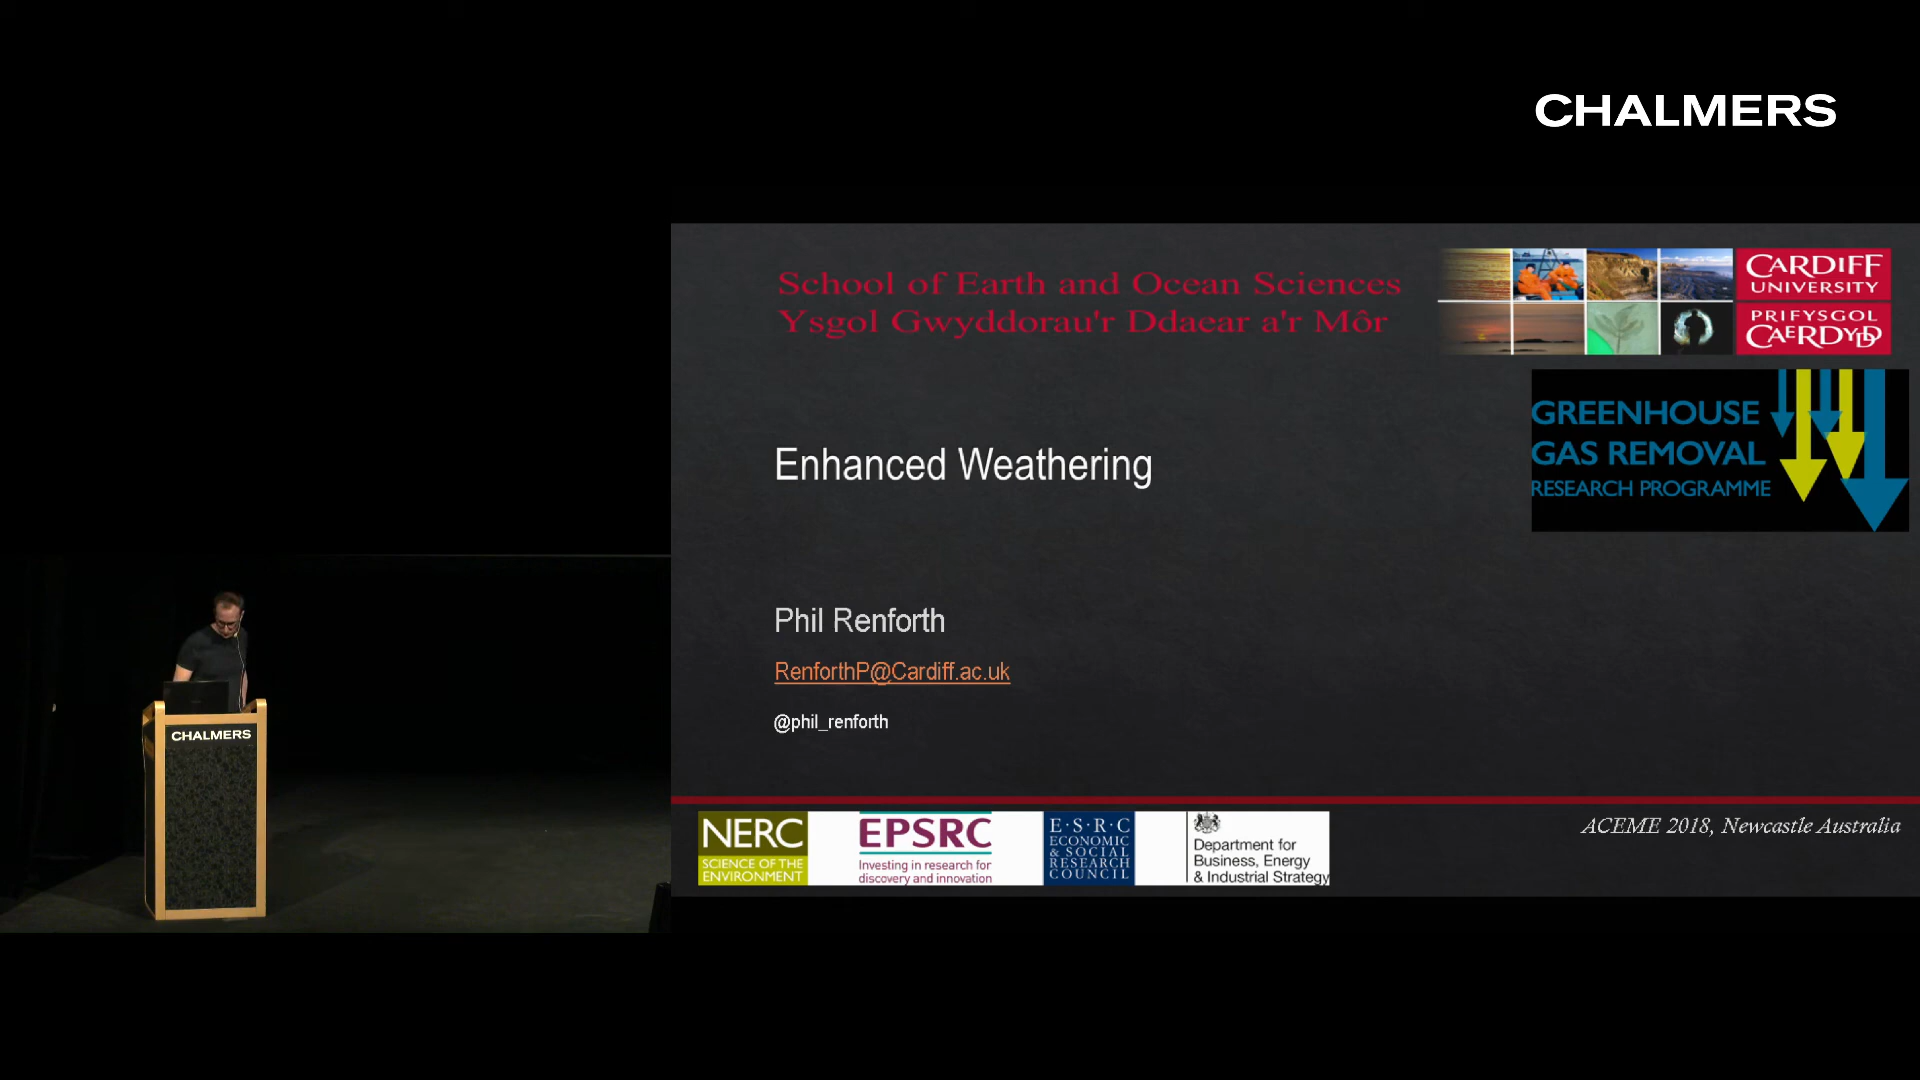 CHALMERS
School of Earth and Ocean Sciences
Ysgol Gwyddorau'r Ddaear a'r Môr
CARDIFF
UNIVERSITY
PRIFYSGOL
CAERDYDD
GREENHOUSE
GAS REMOVAL
RESEARCH PROGRAMME
Enhanced Weathering
Phil Renforth
RenforthP@Cardiff.ac.uk
@phil_renforth
CHALMERS
NERC
SCIENCE OF THE
ENVIRONMENT
EPSRC
Investing in research for
discovery and innovation
E·S·R·C
ECONOMIC
& SOCIAL
RESEARCH
COUNCIL
Department for
Business, Energy
& Industrial Strategy
ACEME 2018, Newcastle Australia